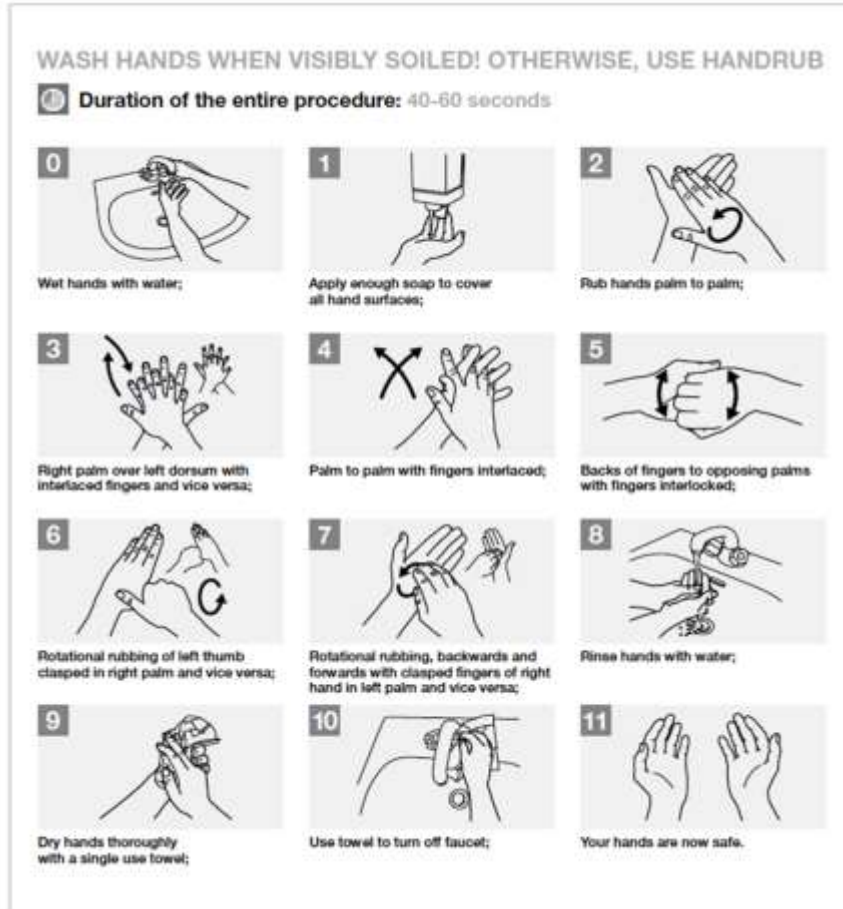 WASH HANDS WHEN VISIBLY SOILED! OTHERWISE, USE HANDRUB
Duration of the entire procedure: 40-60 seconds
0
Wet hands with water;
1
Apply enough soap to cover
all hand surfaces;
2
Rub hands palm to palm;
3
Right palm over left dorsum with
interlaced fingers and vice versa;
4
Palm to palm with fingers interlaced;
5
Backs of fingers to opposing palms
with fingers interlocked;
6
Rotational rubbing of left thumb
clasped in right palm and vice versa;
7
Rotational rubbing, backwards and
forwards with clasped fingers of right
hand in left palm and vice versa;
8
Rinse hands with water;
9
Dry hands thoroughly
with a single use towel;
10
Use towel to turn off faucet;
11
Your hands are now safe.